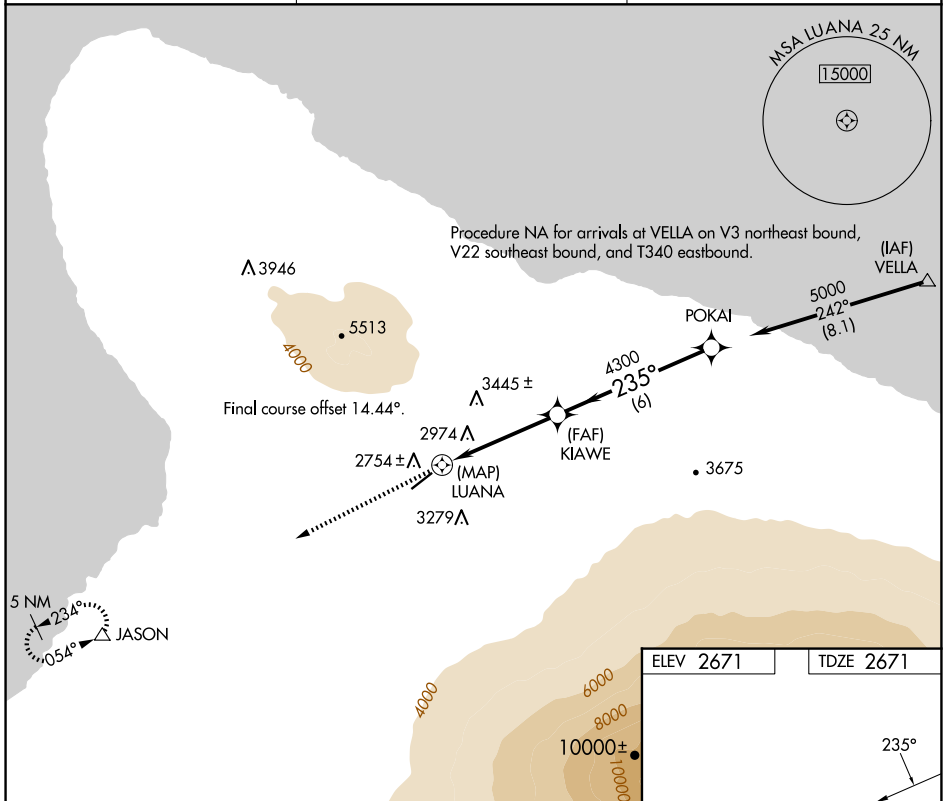 MSA LUANA 25 NM
15000
Procedure NA for arrivals at VELLA on V3 northeast bound,
V22 southeast bound, and T340 eastbound.
(IAF)
VELLA
5000
242°
(8.1)
POKAI
4300
235°
(6)
3946
5513
4000
3445 ±
Final course offset 14.44°.
2974
(FAF)
KIAWE
2754 ±
(MAP)
LUANA
3675
3279
5 NM
234°
054°
JASON
ELEV 2671
TDZE 2671
6000
4000
8000
10000±
10000
235°